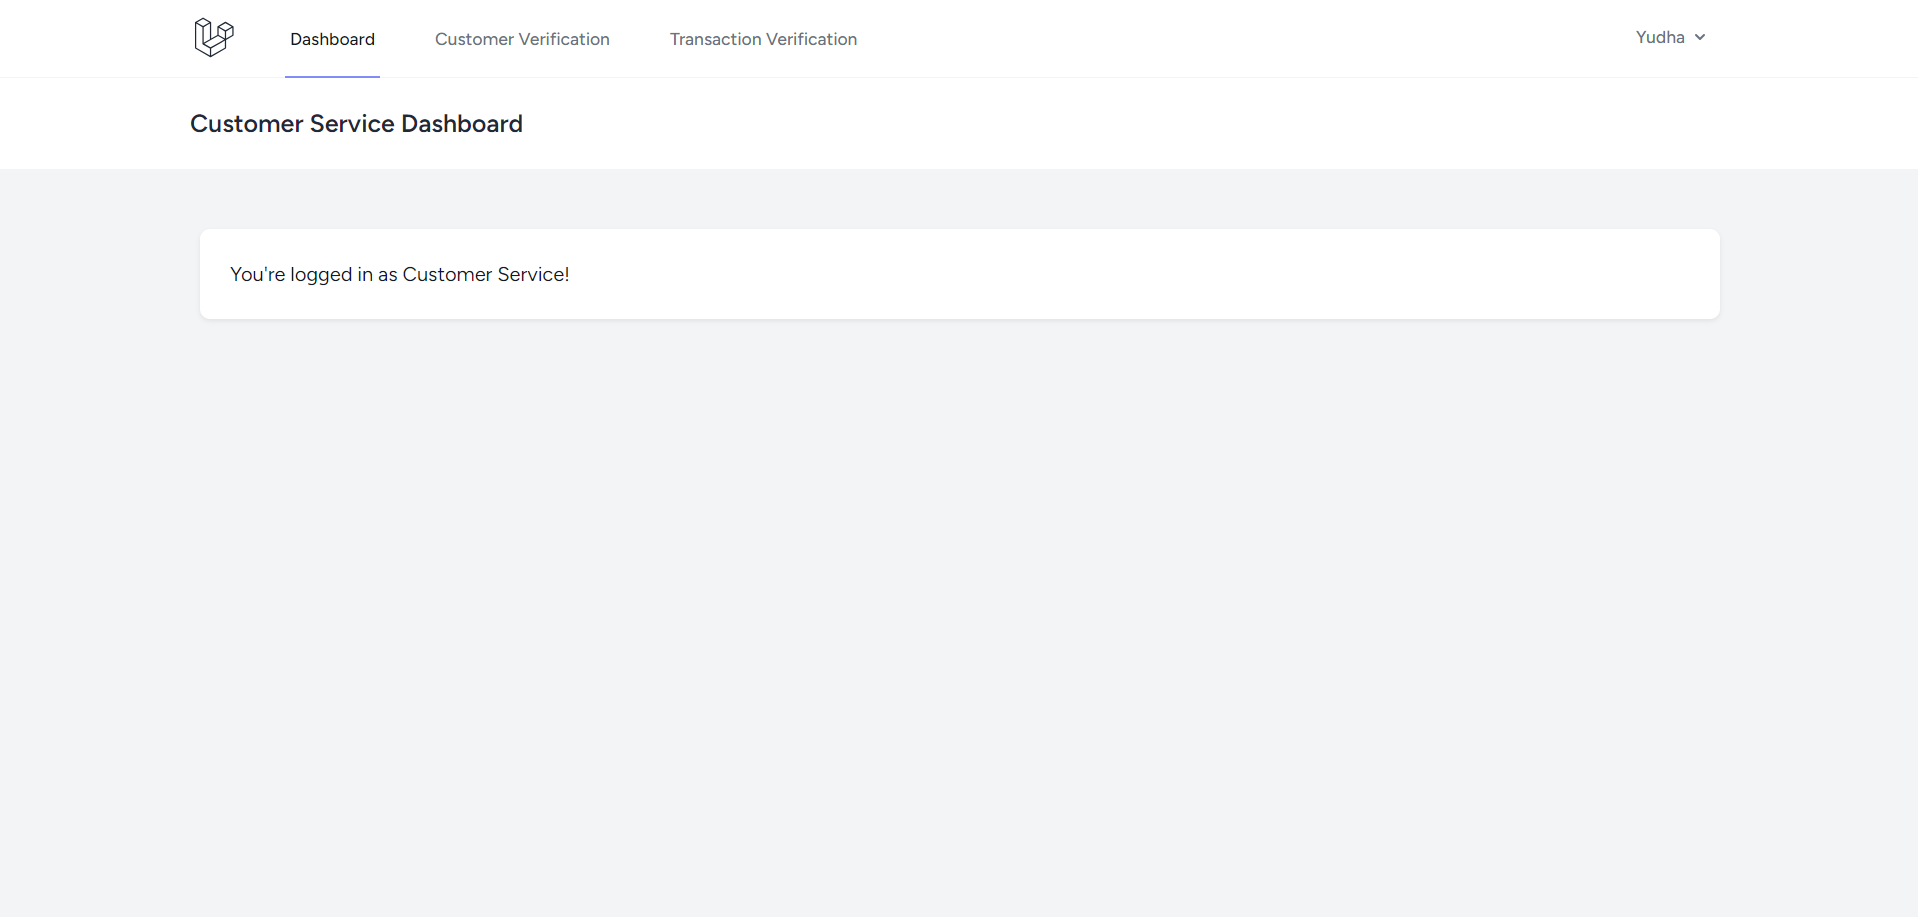 Dashboard Customer Verification Transaction Verification Yudha
Customer Service Dashboard
You're logged in as Customer Service!